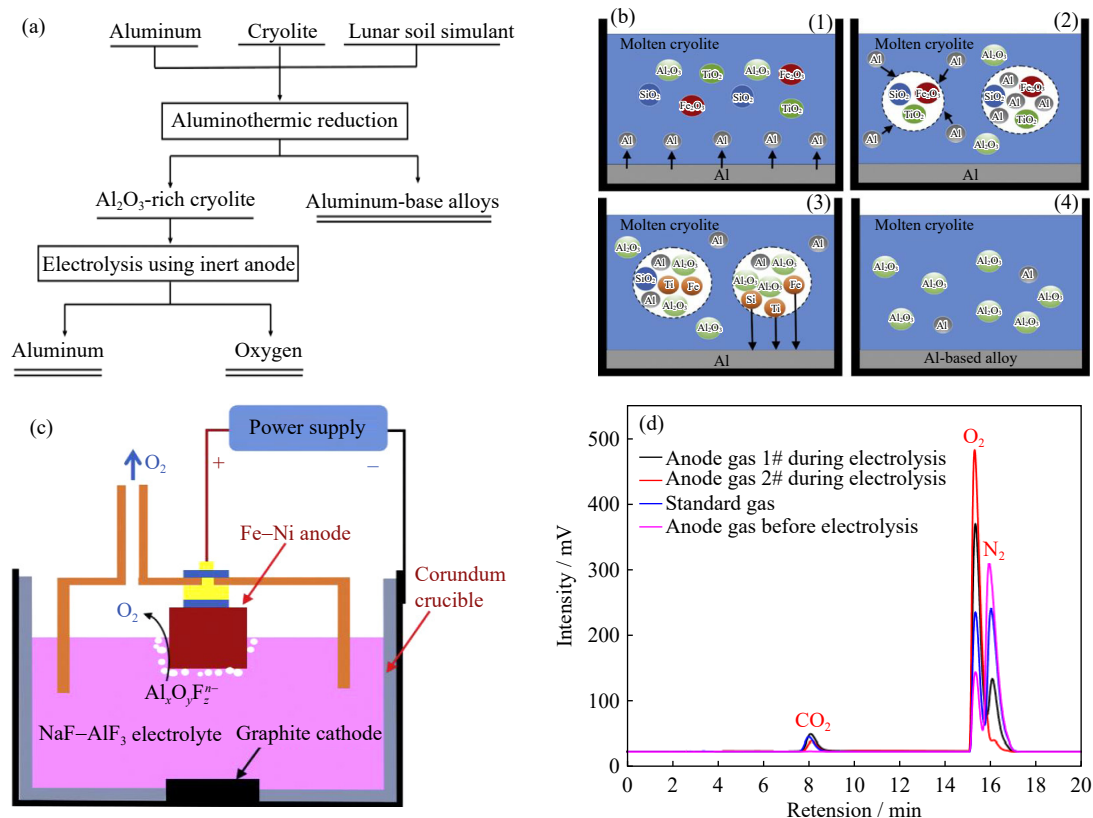 (a)
Aluminum Cryolite Lunar soil simulant
Aluminothermic reduction
Al₂O₃-rich cryolite Aluminum-base alloys
Electrolysis using inert anode
Aluminum Oxygen
(b)
(1)
Molten cryolite
Al₂O₃ TiO₂ Al₂O₃ Fe₂O₃
SiO₂ Fe₂O₃ SiO₂ TiO₂
Al Al Al Al Al
Al
(2)
Molten cryolite
Al Al Al₂O₃
SiO₂ Fe₂O₃ TiO₂
SiO₂ Al Fe₂O₃ Al Al Al TiO₂
Al Al Al₂O₃
Al
(3)
Molten cryolite
Al₂O₃ Al Al
Al Al₂O₃ SiO₂ Ti Fe Al Al₂O₃
Al Al₂O₃ Al₂O₃ Fe Al₂O₃ Si Ti
Al₂O₃
Al
(4)
Molten cryolite
Al₂O₃ Al₂O₃
Al₂O₃ Al Al₂O₃
Al₂O₃ Al Al₂O₃ Al₂O₃
Al-based alloy
(c)
Power supply
O₂
+ −
Fe–Ni anode
Corundum
crucible
O₂
AlₓOᵧF_z^{n−}
NaF–AlF₃ electrolyte
Graphite cathode
(d)
O₂
N₂
CO₂
Anode gas 1# during electrolysis
Anode gas 2# during electrolysis
Standard gas
Anode gas before electrolysis
Intensity / mV
500
400
300
200
100
0
0 2 4 6 8 10 12 14 16 18 20
Retension / min